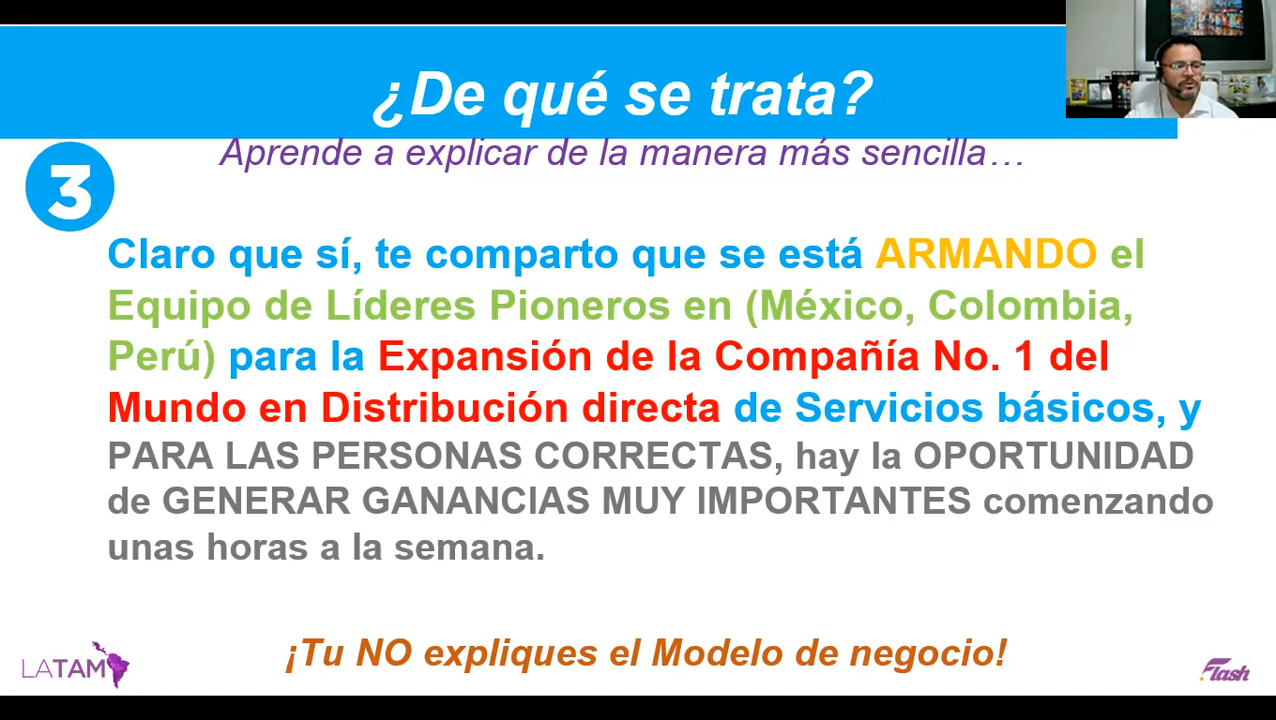 ¿De qué se trata?
Aprende a explicar de la manera más sencilla…
3
Claro que sí, te comparto que se está ARMANDO el
Equipo de Líderes Pioneros en (México, Colombia,
Perú) para la Expansión de la Compañía No. 1 del
Mundo en Distribución directa de Servicios básicos, y
PARA LAS PERSONAS CORRECTAS, hay la OPORTUNIDAD
de GENERAR GANANCIAS MUY IMPORTANTES comenzando
unas horas a la semana.
¡Tu NO expliques el Modelo de negocio!
LATAM
Flash